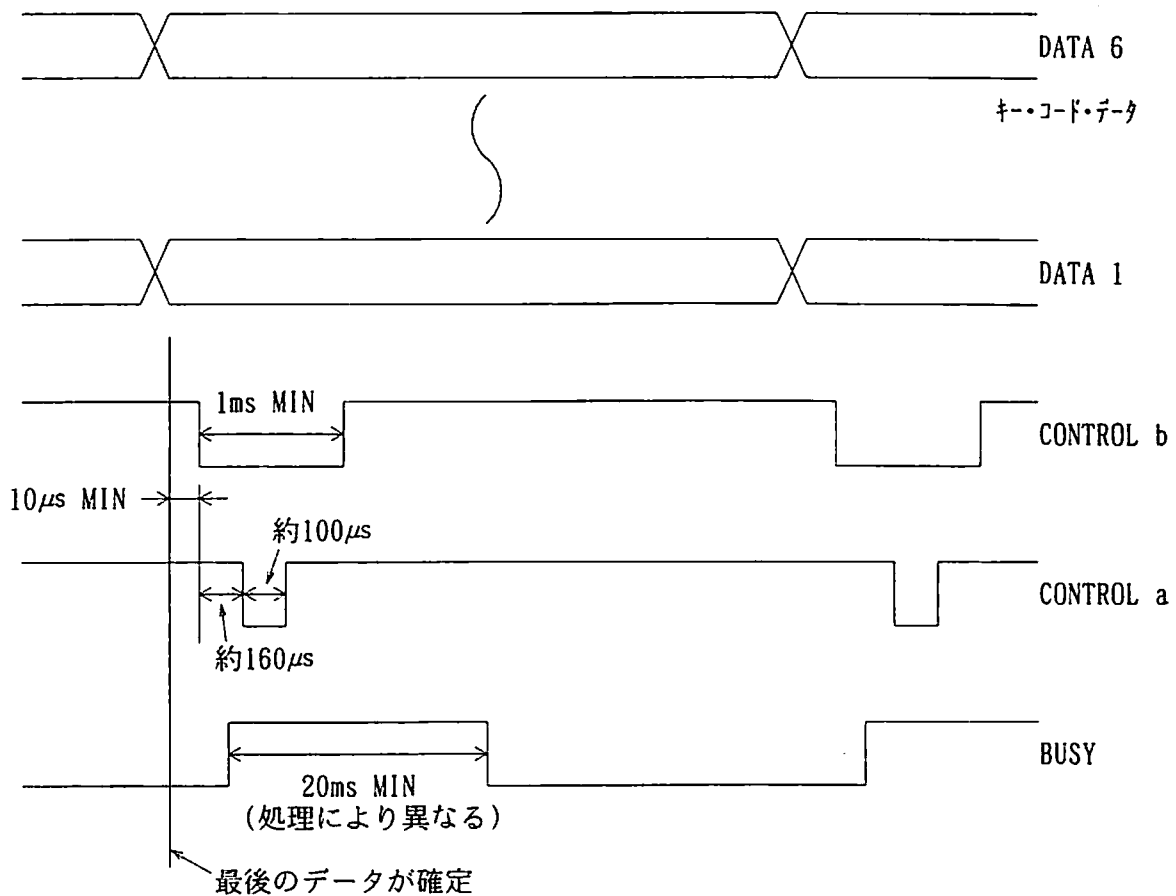 DATA 6
キー・コード・データ
DATA 1
1ms MIN
CONTROL b
10μs MIN
約100μs
CONTROL a
約160μs
BUSY
20ms MIN
(処理により異なる)
最後のデータが確定